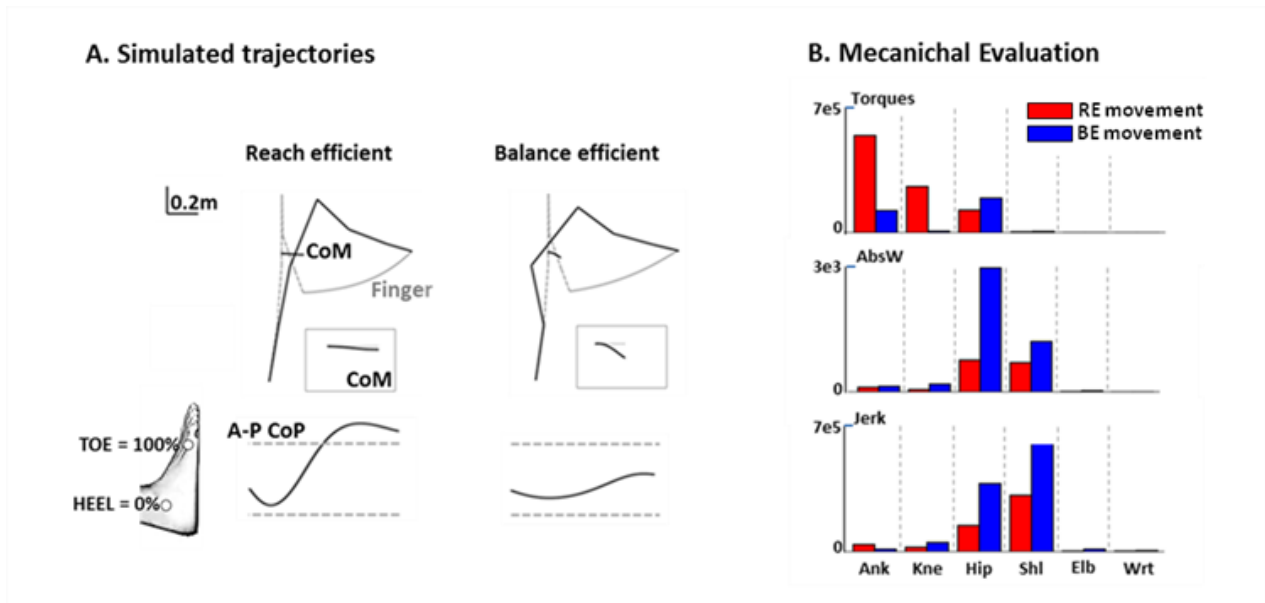 A. Simulated trajectories
Reach efficient
Balance efficient
0.2m
CoM
Finger
CoM
A-P CoP
TOE = 100%
HEEL = 0%
B. Mecanichal Evaluation
Torques
7e5
0
RE movement
BE movement
AbsW
3e3
0
Jerk
7e5
0
Ank Kne Hip Shl Elb Wrt